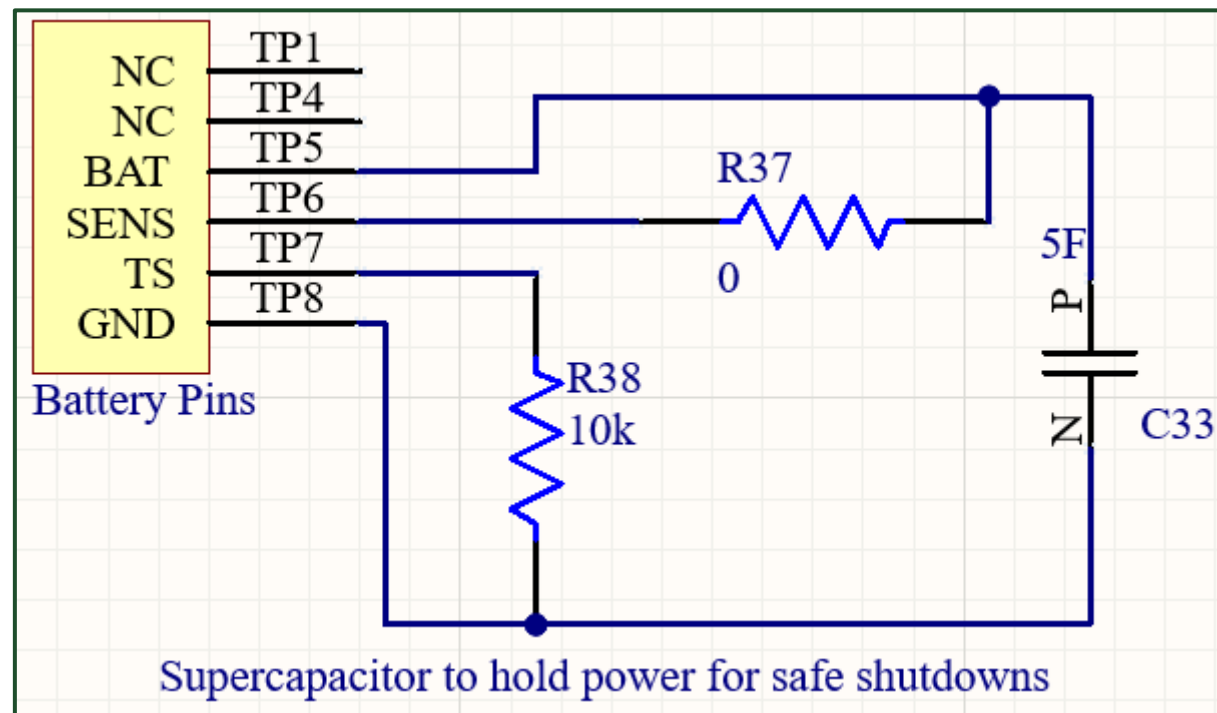 NC TP1
NC TP4
BAT TP5
SENS TP6
TS TP7
GND TP8
Battery Pins
R37
0
R38
10k
5F
P
N
C33
Supercapacitor to hold power for safe shutdowns